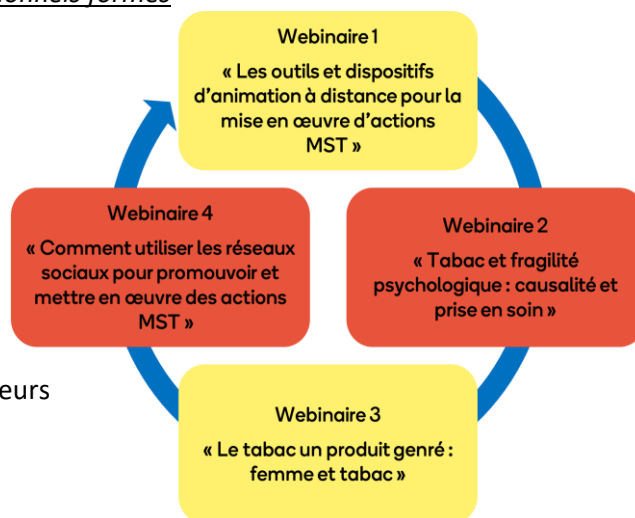 Webinaire 1
« Les outils et dispositifs
d'animation à distance pour la
mise en œuvre d'actions
MST »
Webinaire 4
« Comment utiliser les réseaux
sociaux pour promouvoir et
mettre en œuvre des actions
MST »
Webinaire 2
« Tabac et fragilité
psychologique : causalité et
prise en soin »
eurs
Webinaire 3
« Le tabac un produit genré :
femme et tabac »